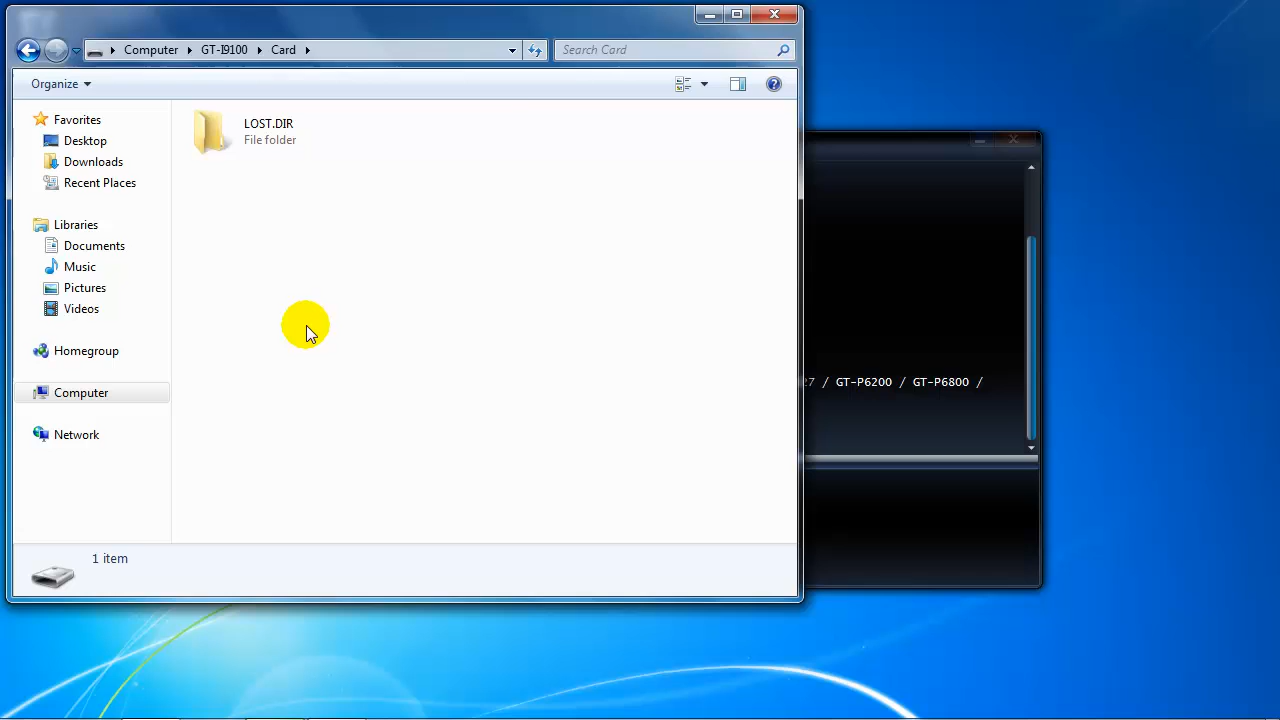 Computer GT-I9100 Card
Search Card
Organize
Favorites
Desktop
Downloads
Recent Places
Libraries
Documents
Music
Pictures
Videos
Homegroup
Computer
Network
LOST.DIR
File folder
1 item
/ GT-P6200 / GT-P6800 /